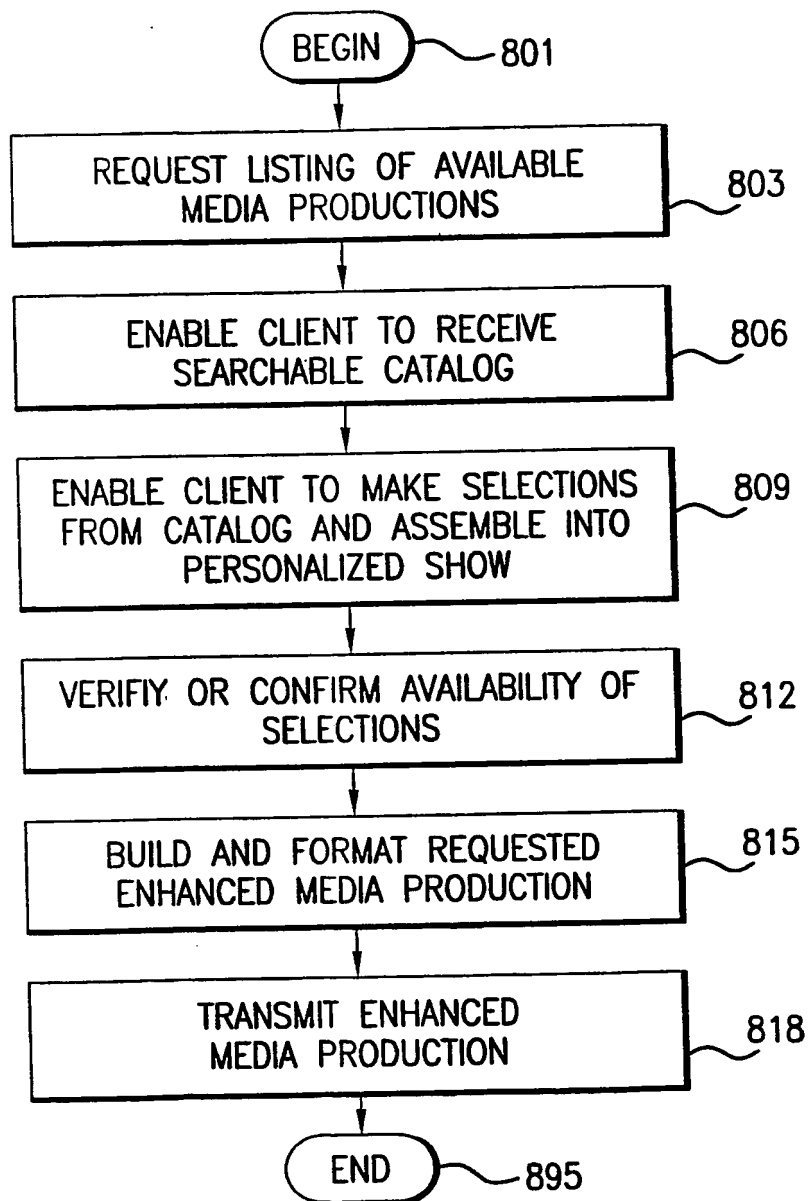 BEGIN
801
REQUEST LISTING OF AVAILABLE
MEDIA PRODUCTIONS
803
ENABLE CLIENT TO RECEIVE
SEARCHABLE CATALOG
806
ENABLE CLIENT TO MAKE SELECTIONS
FROM CATALOG AND ASSEMBLE INTO
PERSONALIZED SHOW
809
VERIFIY OR CONFIRM AVAILABILITY OF
SELECTIONS
812
BUILD AND FORMAT REQUESTED
ENHANCED MEDIA PRODUCTION
815
TRANSMIT ENHANCED
MEDIA PRODUCTION
818
END
895